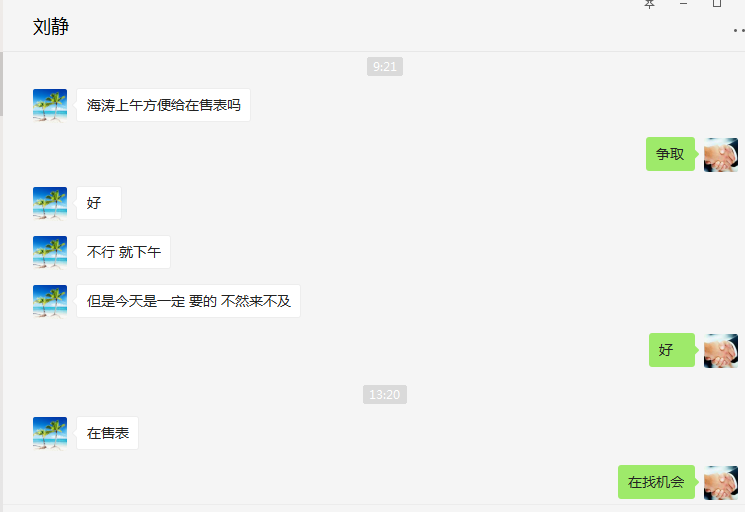 刘静
9:21
海涛上午方便给在售表吗
争取
好
不行 就下午
但是今天是一定 要的 不然来不及
好
13:20
在售表
在找机会